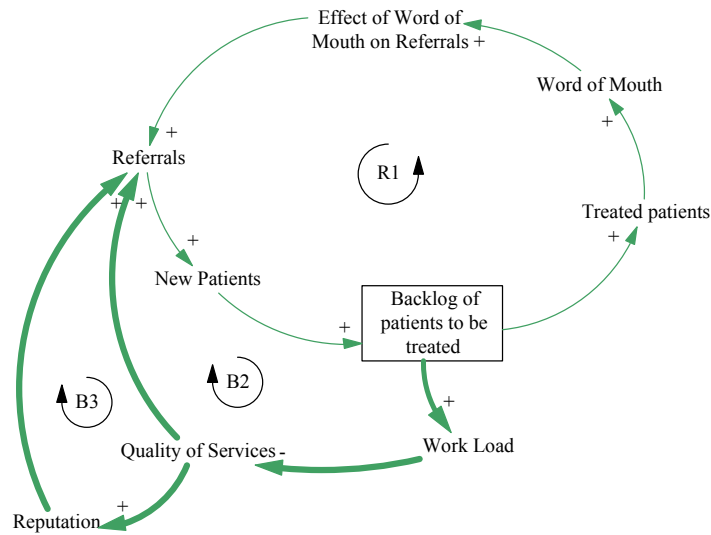 Effect of Word of
Mouth on Referrals +
Word of Mouth
+
+
Referrals
R1
+ +
Treated patients
+
+
New Patients
Backlog of
patients to be
treated
+
B2
B3
+
Quality of Services -
Work Load
+
Reputation